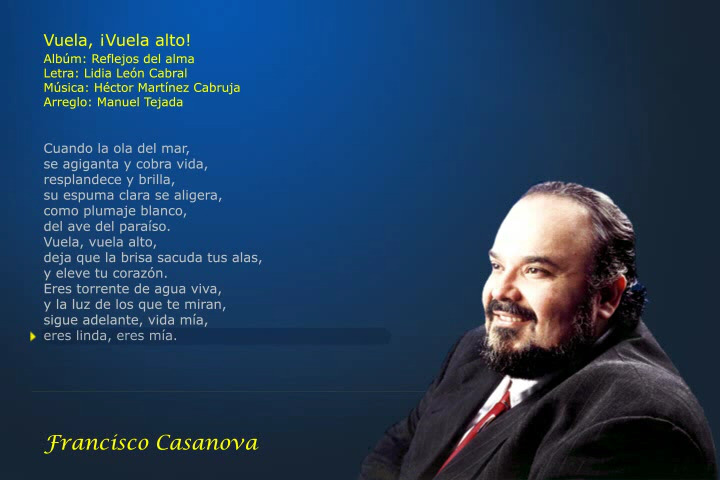 Vuela, ¡Vuela alto!
Albúm: Reflejos del alma
Letra: Lidia León Cabral
Música: Héctor Martínez Cabruja
Arreglo: Manuel Tejada
Cuando la ola del mar,
se agiganta y cobra vida,
resplandece y brilla,
su espuma clara se aligera,
como plumaje blanco,
del ave del paraíso.
Vuela, vuela alto,
deja que la brisa sacuda tus alas,
y eleve tu corazón.
Eres torrente de agua viva,
y la luz de los que te miran,
sigue adelante, vida mía,
eres linda, eres mía.
Francisco Casanova